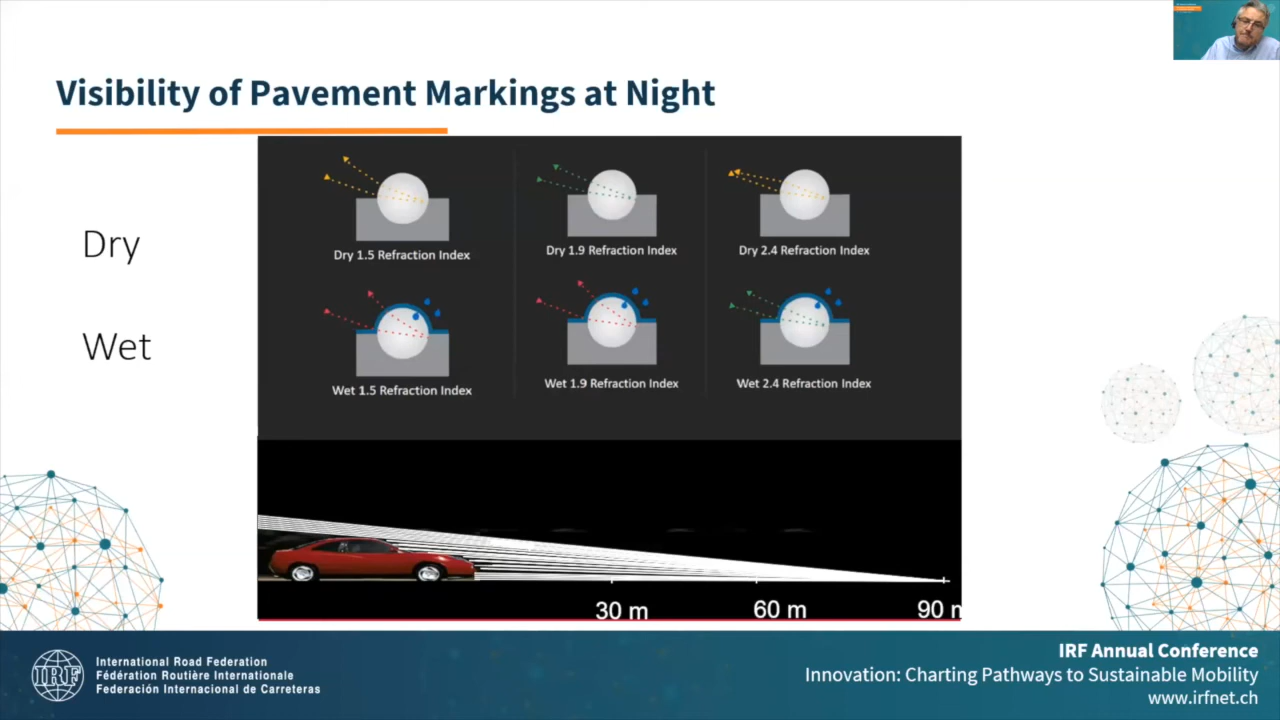 Visibility of Pavement Markings at Night
Dry
Wet
Dry 1.5 Refraction Index
Dry 1.9 Refraction Index
Dry 2.4 Refraction Index
Wet 1.5 Refraction Index
Wet 1.9 Refraction Index
Wet 2.4 Refraction Index
30 m
60 m
90 m
IRF
International Road Federation
Fédération Routière Internationale
Federación Internacional de Carreteras
IRF Annual Conference
Innovation: Charting Pathways to Sustainable Mobility
www.irfnet.ch